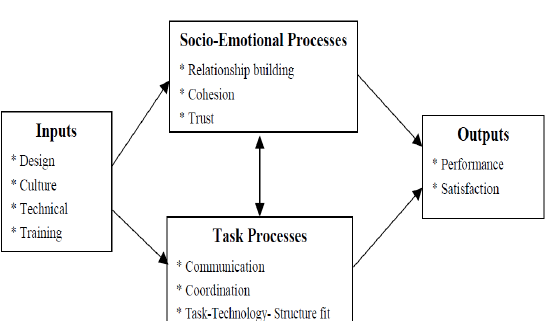 Socio-Emotional Processes
* Relationship building
* Cohesion
* Trust
Inputs
* Design
* Culture
* Technical
* Training
Outputs
* Performance
* Satisfaction
Task Processes
* Communication
* Coordination
* Task-Technology- Structure fit